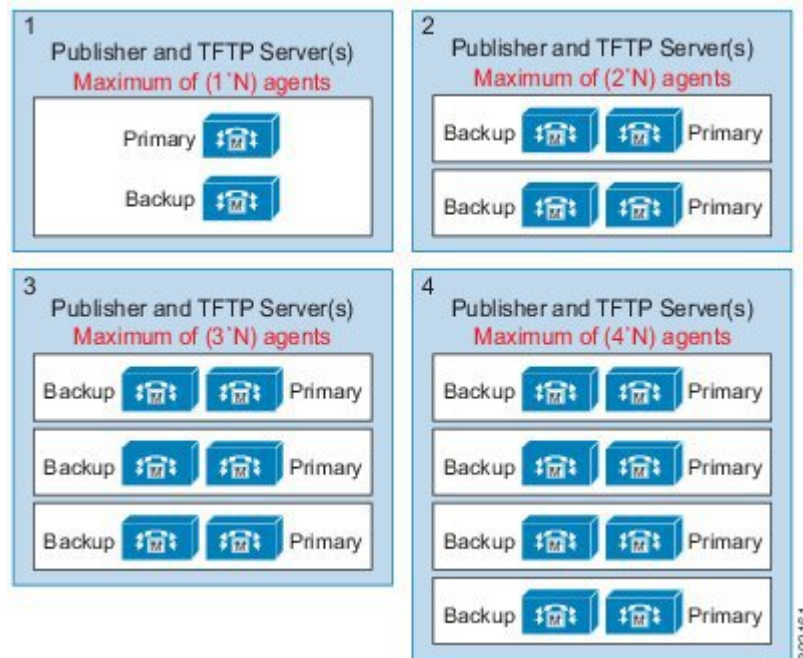 1
Publisher and TFTP Server(s)
Maximum of (1*N) agents
Primary M
Backup M
2
Publisher and TFTP Server(s)
Maximum of (2*N) agents
Backup M M Primary
Backup M M Primary
3
Publisher and TFTP Server(s)
Maximum of (3*N) agents
Backup M M Primary
Backup M M Primary
Backup M M Primary
4
Publisher and TFTP Server(s)
Maximum of (4*N) agents
Backup M M Primary
Backup M M Primary
Backup M M Primary
Backup M M Primary